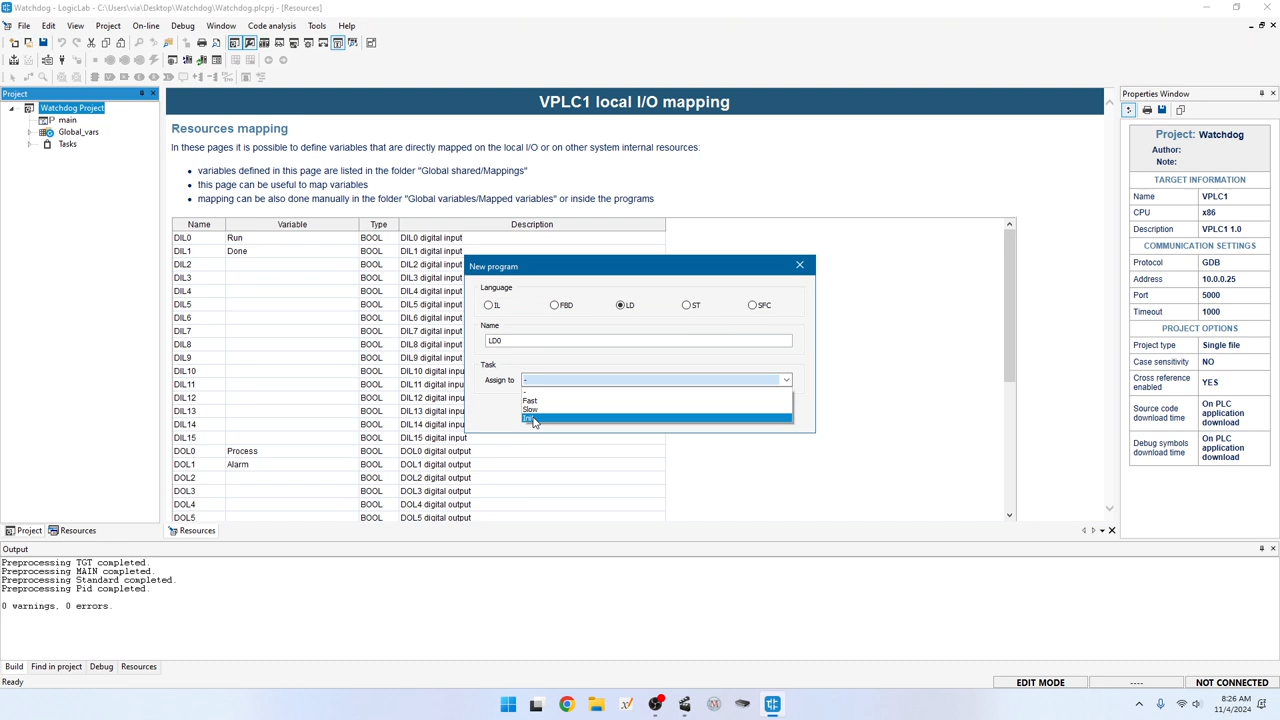 Watchdog - LogicLab - C:\Users\via\Desktop\Watchdog\Watchdog.plcprj - [Resources]
File Edit View Project On-line Debug Window Code analysis Tools Help
Project
Watchdog Project
main
Global_vars
Tasks
Project Resources
VPLC1 local I/O mapping
Resources mapping
In these pages it is possible to define variables that are directly mapped on the local I/O or on other system internal resources:
variables defined in this page are listed in the folder "Global shared/Mappings"
this page can be useful to map variables
mapping can be also done manually in the folder "Global variables/Mapped variables" or inside the programs
Name Variable Type Description
DIL0 Run BOOL DIL0 digital input
DIL1 Done BOOL DIL1 digital input
DIL2 BOOL DIL2 digital input
DIL3 BOOL DIL3 digital input
DIL4 BOOL DIL4 digital input
DIL5 BOOL DIL5 digital input
DIL6 BOOL DIL6 digital input
DIL7 BOOL DIL7 digital input
DIL8 BOOL DIL8 digital input
DIL9 BOOL DIL9 digital input
DIL10 BOOL DIL10 digital input
DIL11 BOOL DIL11 digital input
DIL12 BOOL DIL12 digital input
DIL13 BOOL DIL13 digital input
DIL14 BOOL DIL14 digital input
DIL15 BOOL DIL15 digital input
DOL0 Process BOOL DOL0 digital output
DOL1 Alarm BOOL DOL1 digital output
DOL2 BOOL DOL2 digital output
DOL3 BOOL DOL3 digital output
DOL4 BOOL DOL4 digital output
DOL5 BOOL DOL5 digital output
Resources
New program
Language
IL FBD LD ST SFC
Name
LD0
Task
Assign to -
-
Fast
Slow
Properties Window
Project: Watchdog
Author:
Note:
TARGET INFORMATION
Name VPLC1
CPU x86
Description VPLC1 1.0
COMMUNICATION SETTINGS
Protocol GDB
Address 10.0.0.25
Port 5000
Timeout 1000
PROJECT OPTIONS
Project type Single file
Case sensitivity NO
Cross reference
enabled YES
Source code
download time
On PLC
application
download
Debug symbols
download time
On PLC
application
download
Output
Preprocessing TGT completed.
Preprocessing MAIN completed.
Preprocessing Standard completed.
Preprocessing Pid completed.
0 warnings, 0 errors.
Build Find in project Debug Resources
Ready EDIT MODE ---- NOT CONNECTED
8:26 AM
11/4/2024